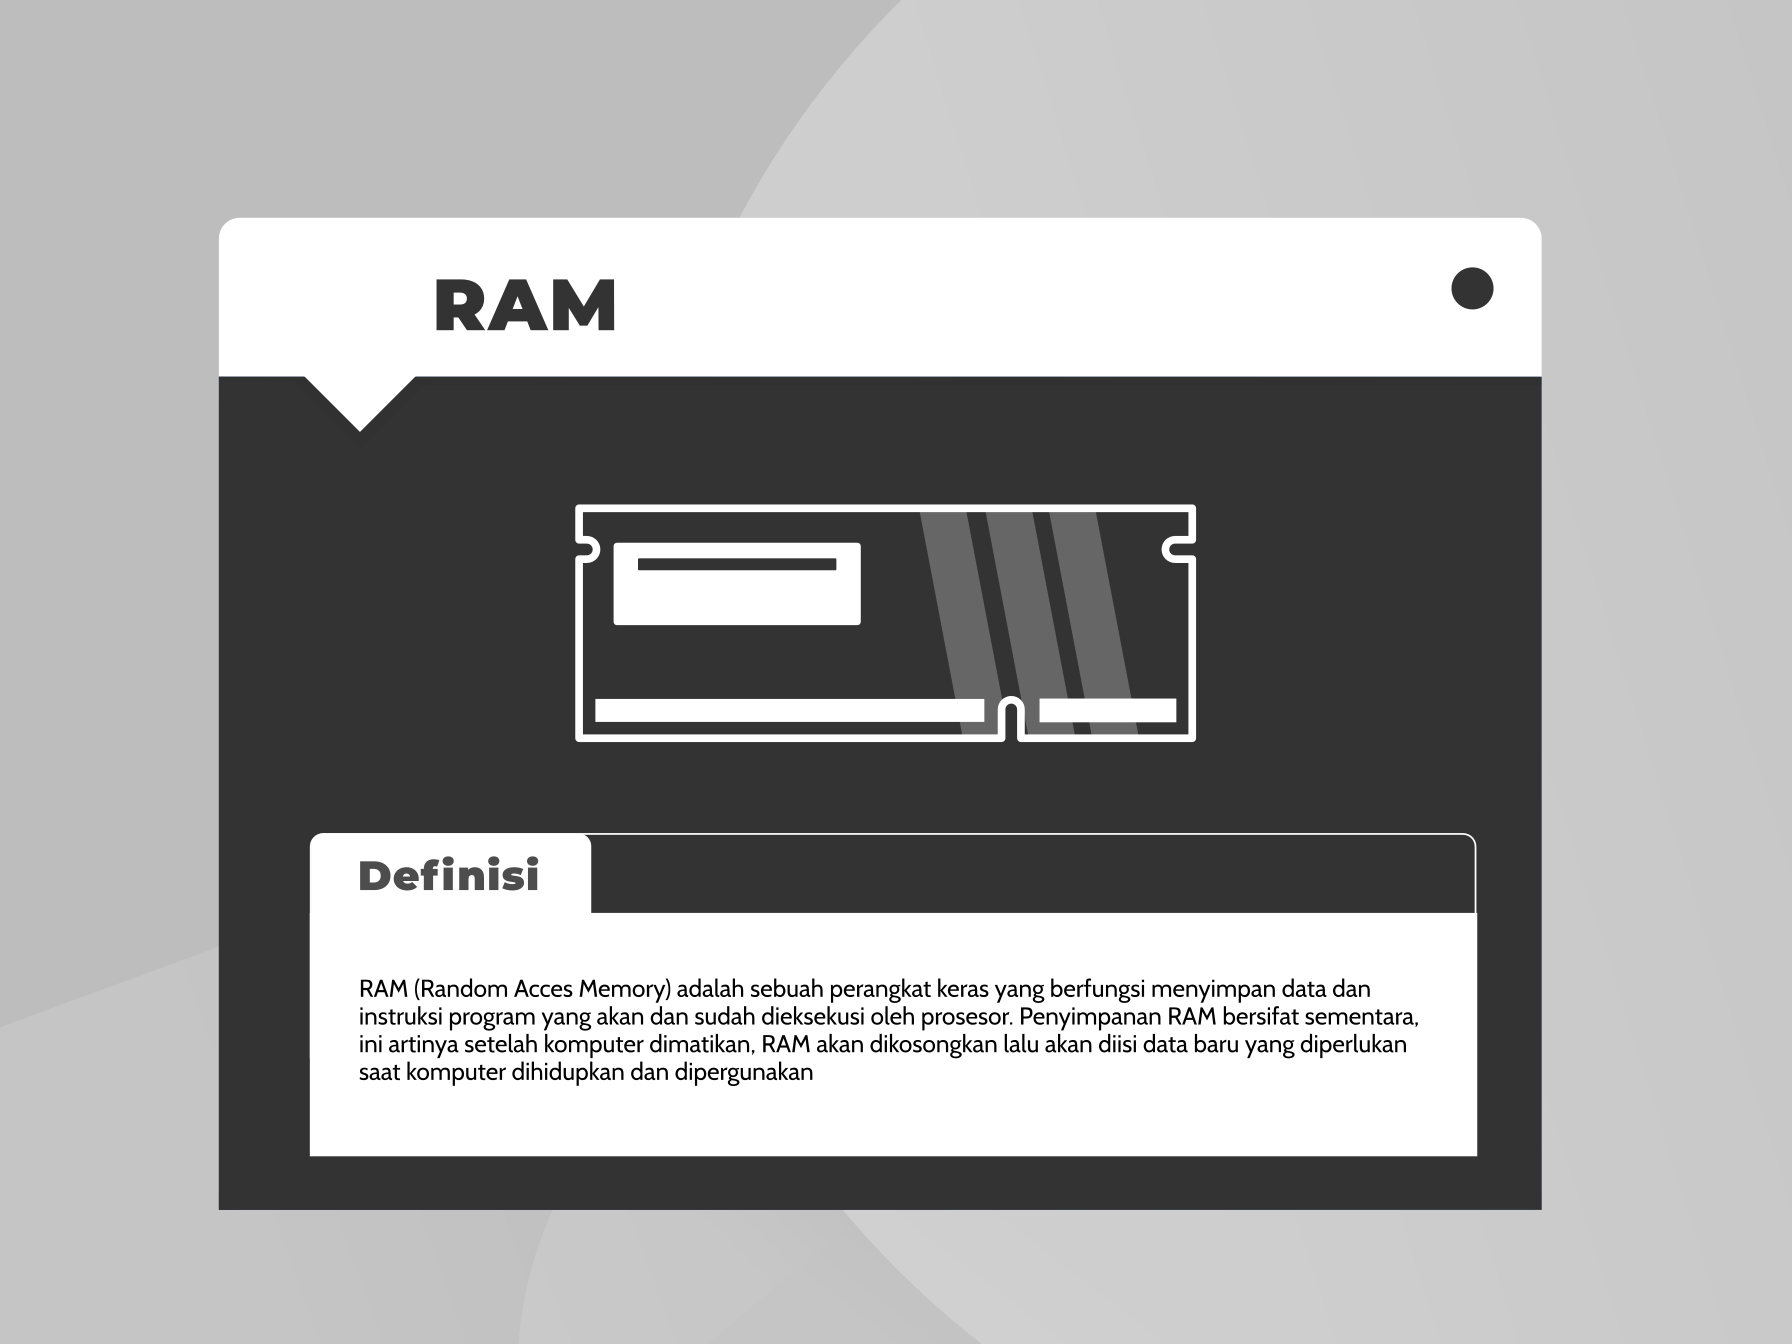 RAM
Definisi
RAM (Random Acces Memory) adalah sebuah perangkat keras yang berfungsi menyimpan data dan
instruksi program yang akan dan sudah dieksekusi oleh prosesor. Penyimpanan RAM bersifat sementara,
ini artinya setelah komputer dimatikan, RAM akan dikosongkan lalu akan diisi data baru yang diperlukan
saat komputer dihidupkan dan dipergunakan